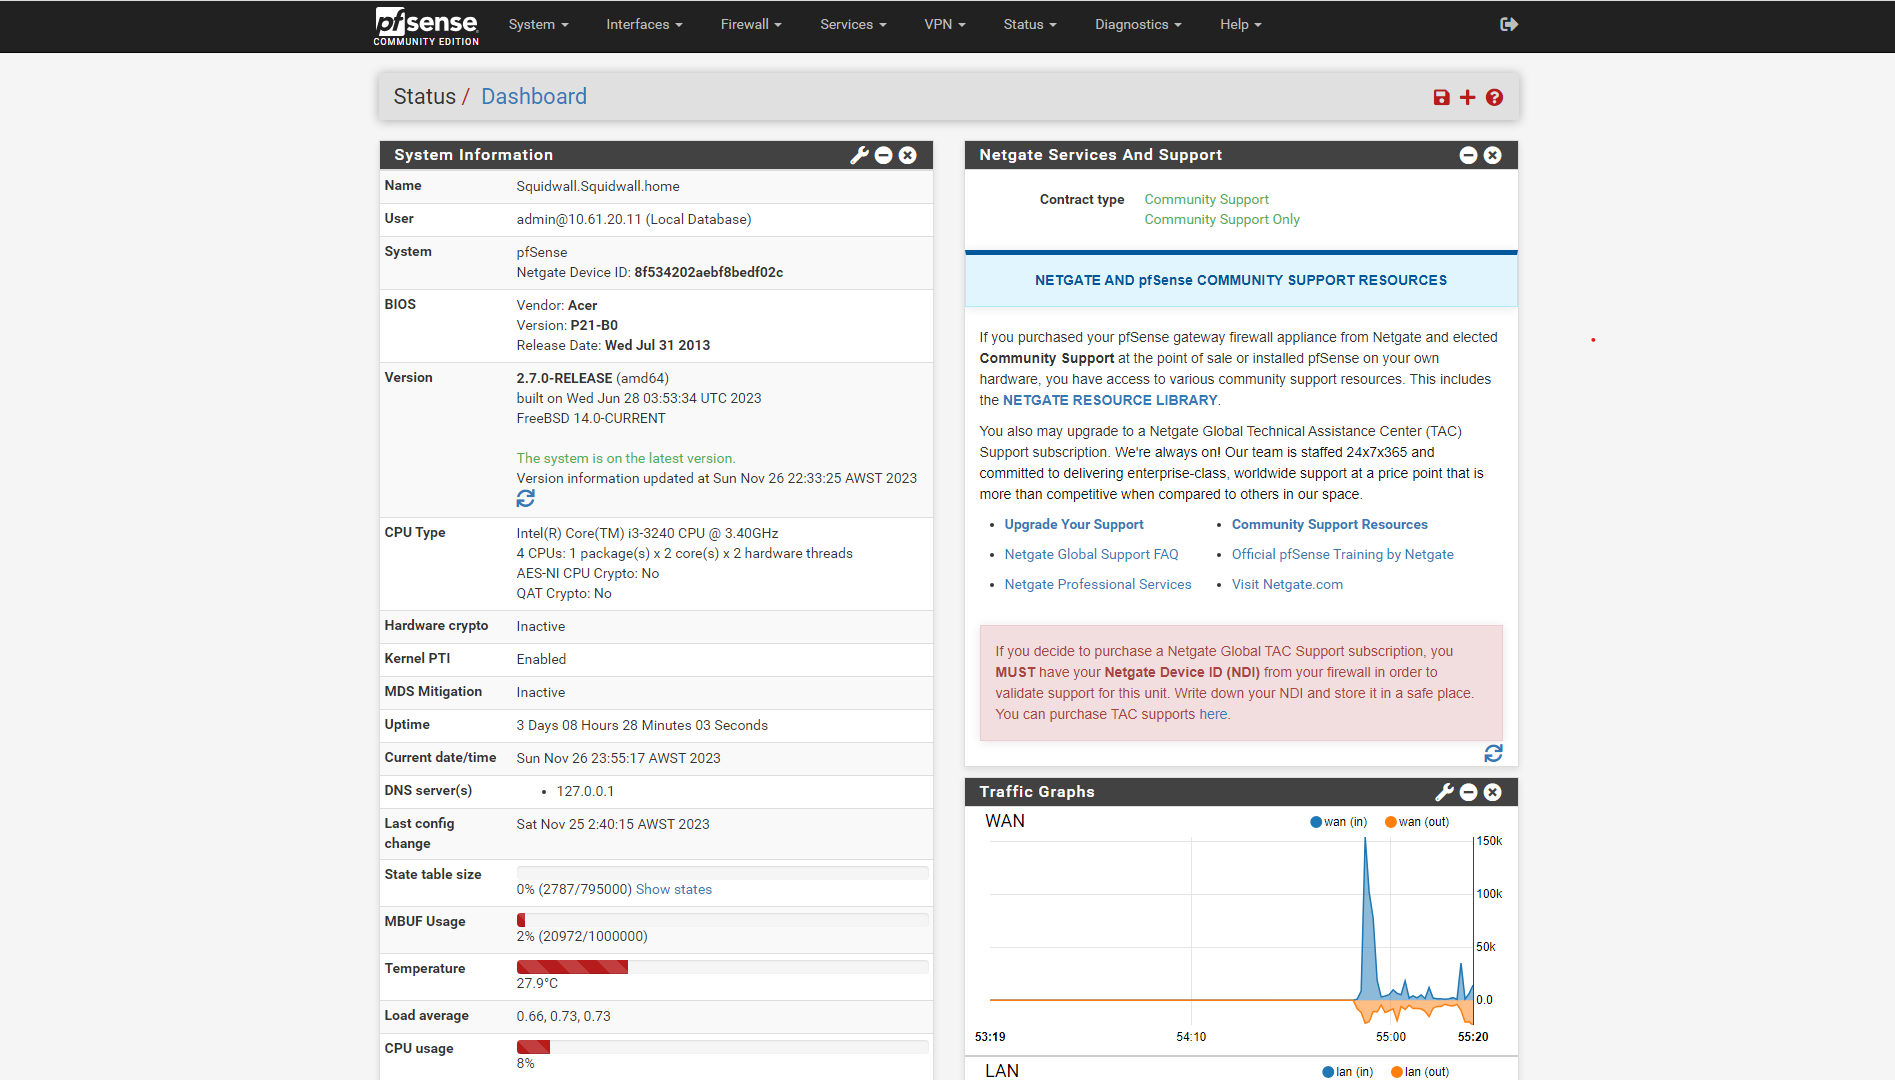 pfsense
COMMUNITY EDITION
System
Interfaces
Firewall
Services
VPN
Status
Diagnostics
Help
Status / Dashboard
System Information
Name
Squidwall.Squidwall.home
User
admin@10.61.20.11 (Local Database)
System
pfSense
Netgate Device ID: 8f534202aebf8bedf02c
BIOS
Vendor: Acer
Version: P21-B0
Release Date: Wed Jul 31 2013
Version
2.7.0-RELEASE (amd64)
built on Wed Jun 28 03:53:34 UTC 2023
FreeBSD 14.0-CURRENT
The system is on the latest version.
Version information updated at Sun Nov 26 22:33:25 AWST 2023
CPU Type
Intel(R) Core(TM) i3-3240 CPU @ 3.40GHz
4 CPUs: 1 package(s) x 2 core(s) x 2 hardware threads
AES-NI CPU Crypto: No
QAT Crypto: No
Hardware crypto
Inactive
Kernel PTI
Enabled
MDS Mitigation
Inactive
Uptime
3 Days 08 Hours 28 Minutes 03 Seconds
Current date/time
Sun Nov 26 23:55:17 AWST 2023
DNS server(s)
• 127.0.0.1
Last config
change
Sat Nov 25 2:40:15 AWST 2023
State table size
0% (2787/795000) Show states
MBUF Usage
2% (20972/1000000)
Temperature
27.9°C
Load average
0.66, 0.73, 0.73
CPU usage
8%
Netgate Services And Support
Contract type
Community Support
Community Support Only
NETGATE AND pfSense COMMUNITY SUPPORT RESOURCES
If you purchased your pfSense gateway firewall appliance from Netgate and elected
Community Support at the point of sale or installed pfSense on your own
hardware, you have access to various community support resources. This includes
the NETGATE RESOURCE LIBRARY.
You also may upgrade to a Netgate Global Technical Assistance Center (TAC)
Support subscription. We're always on! Our team is staffed 24x7x365 and
committed to delivering enterprise-class, worldwide support at a price point that is
more than competitive when compared to others in our space.
• Upgrade Your Support
• Community Support Resources
• Netgate Global Support FAQ
• Official pfSense Training by Netgate
• Netgate Professional Services
• Visit Netgate.com
If you decide to purchase a Netgate Global TAC Support subscription, you
MUST have your Netgate Device ID (NDI) from your firewall in order to
validate support for this unit. Write down your NDI and store it in a safe place.
You can purchase TAC supports here.
Traffic Graphs
WAN
wan (in)
wan (out)
150k
100k
50k
0.0
53:19
54:10
55:00
55:20
LAN
lan (in)
lan (out)